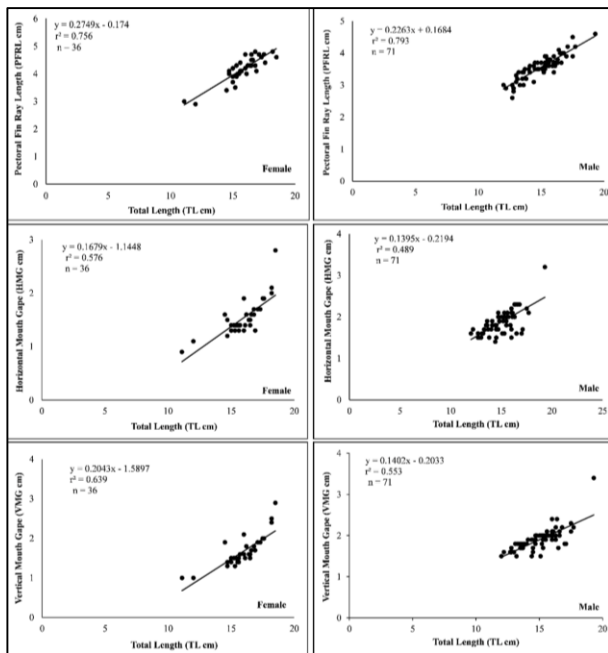 y = 0.2749x - 0.174
r² = 0.756
n = 36
Pectoral Fin Ray Length (PFRL cm)
6
5
4
3
2
1
0
0 5 10 15 20
Female
Total Length (TL cm)
y = 0.2263x + 0.1684
r² = 0.793
n = 71
Pectoral Fin Ray Length (PFRL cm)
5
4
3
2
1
0
0 5 10 15 20
Male
Total Length (TL cm)
y = 0.1679x - 1.1448
r² = 0.576
n = 36
Horizontal Mouth Gape (HMG cm)
3
2
1
0
0 5 10 15 20
Female
Total Length (TL cm)
y = 0.1395x - 0.2194
r² = 0.489
n = 71
Horizontal Mouth Gape (HMG cm)
4
3
2
1
0
0 5 10 15 20 25
Male
Total Length (TL cm)
y = 0.2043x - 1.5897
r² = 0.639
n = 36
Vertical Mouth Gape (VMG cm)
4
3
2
1
0
0 5 10 15 20
Female
Total Length (TL cm)
y = 0.1402x - 0.2033
r² = 0.553
n = 71
Vertical Mouth Gape (VMG cm)
4
3
2
1
0
0 5 10 15 20
Male
Total Length (TL cm)